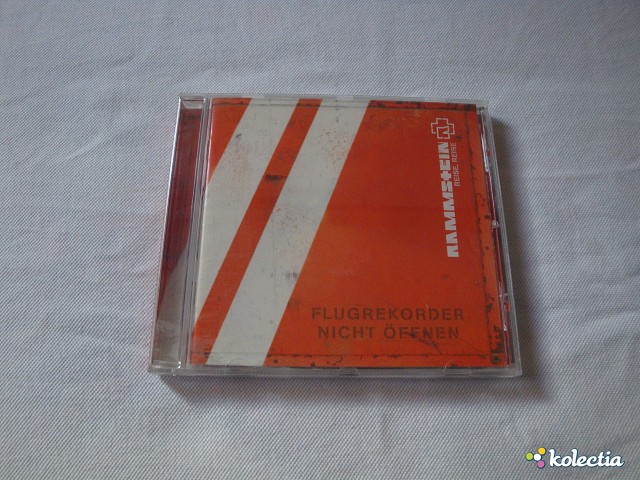 RAMMSTEIN
REISE, REISE
FLUGREKORDER
NICHT ÖFFNEN
kolectia